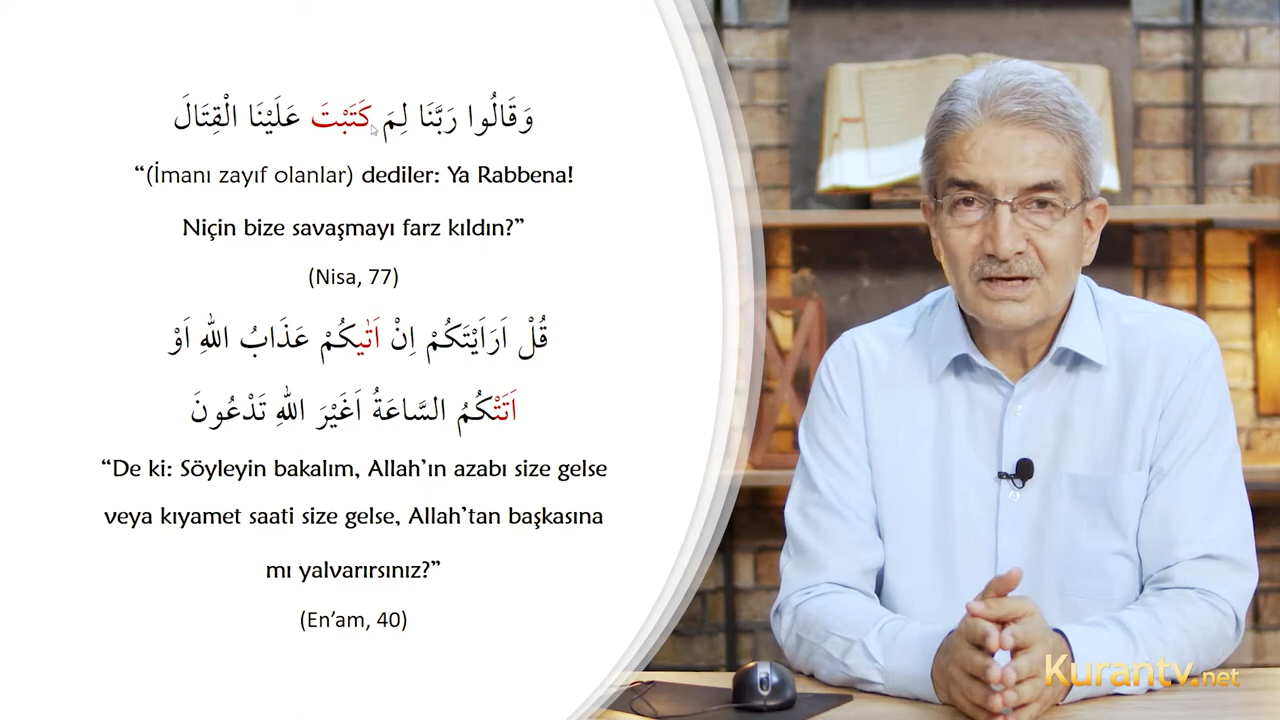 وَقَالُوا رَبَّنَا لِمَ كَتَبْتَ عَلَيْنَا الْقِتَالَ
“(İmanı zayıf olanlar) dediler: Ya Rabbena!
Niçin bize savaşmayı farz kıldın?”
(Nisa, 77)
قُلْ اَرَاَيْتَكُمْ اِنْ اَتٰيكُمْ عَذَابُ اللهِ اَوْ
اَتَتْكُمُ السَّاعَةُ اَغَيْرَ اللهِ تَدْعُونَ
“De ki: Söyleyin bakalım, Allah’ın azabı size gelse
veya kıyamet saati size gelse, Allah’tan başkasına
mı yalvarırsınız?”
(En’am, 40)
Kurantv.net